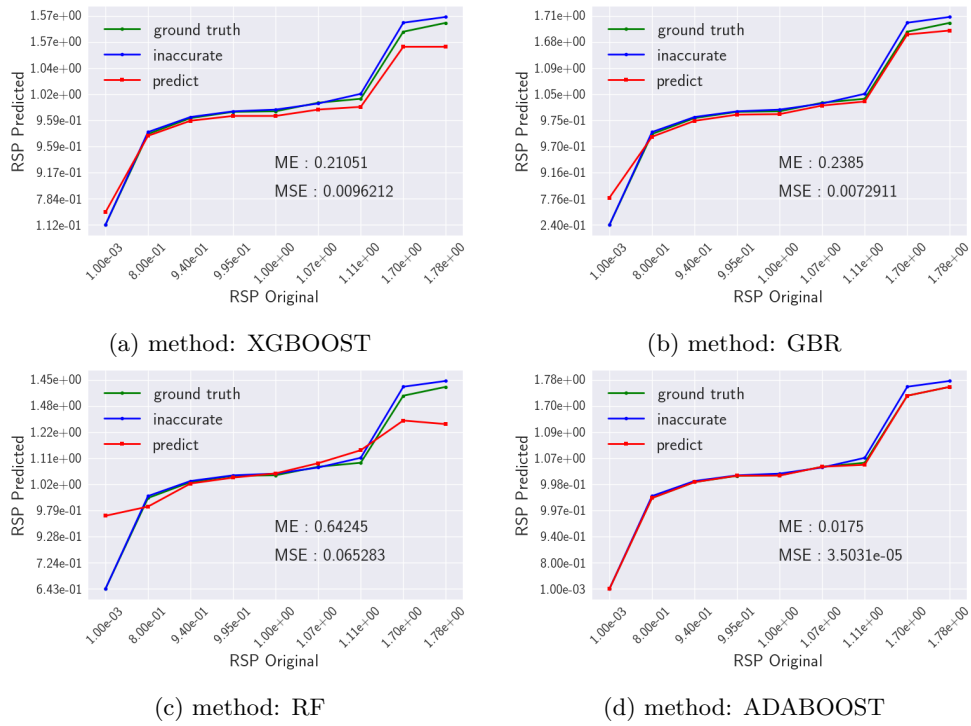 1.57e+00
1.57e+00
1.04e+00
1.02e+00
9.59e-01
9.59e-01
9.17e-01
7.84e-01
1.12e-01
RSP Predicted
ground truth
inaccurate
predict
ME : 0.21051
MSE : 0.0096212
1.00e-03
8.00e-01
9.40e-01
9.95e-01
1.00e+00
1.07e+00
1.11e+00
1.70e+00
1.78e+00
RSP Original
(a) method: XGBOOST
1.71e+00
1.68e+00
1.09e+00
1.05e+00
9.75e-01
9.70e-01
9.16e-01
7.76e-01
2.40e-01
RSP Predicted
ground truth
inaccurate
predict
ME : 0.2385
MSE : 0.0072911
1.00e-03
8.00e-01
9.40e-01
9.95e-01
1.00e+00
1.07e+00
1.11e+00
1.70e+00
1.78e+00
RSP Original
(b) method: GBR
1.45e+00
1.48e+00
1.22e+00
1.11e+00
1.02e+00
9.79e-01
9.28e-01
7.24e-01
6.43e-01
RSP Predicted
ground truth
inaccurate
predict
ME : 0.64245
MSE : 0.065283
1.00e-03
8.00e-01
9.40e-01
9.95e-01
1.00e+00
1.07e+00
1.11e+00
1.70e+00
1.78e+00
RSP Original
(c) method: RF
1.78e+00
1.70e+00
1.09e+00
1.07e+00
9.98e-01
9.97e-01
9.40e-01
8.00e-01
1.00e-03
RSP Predicted
ground truth
inaccurate
predict
ME : 0.0175
MSE : 3.5031e-05
1.00e-03
8.00e-01
9.40e-01
9.95e-01
1.00e+00
1.07e+00
1.11e+00
1.70e+00
1.78e+00
RSP Original
(d) method: ADABOOST